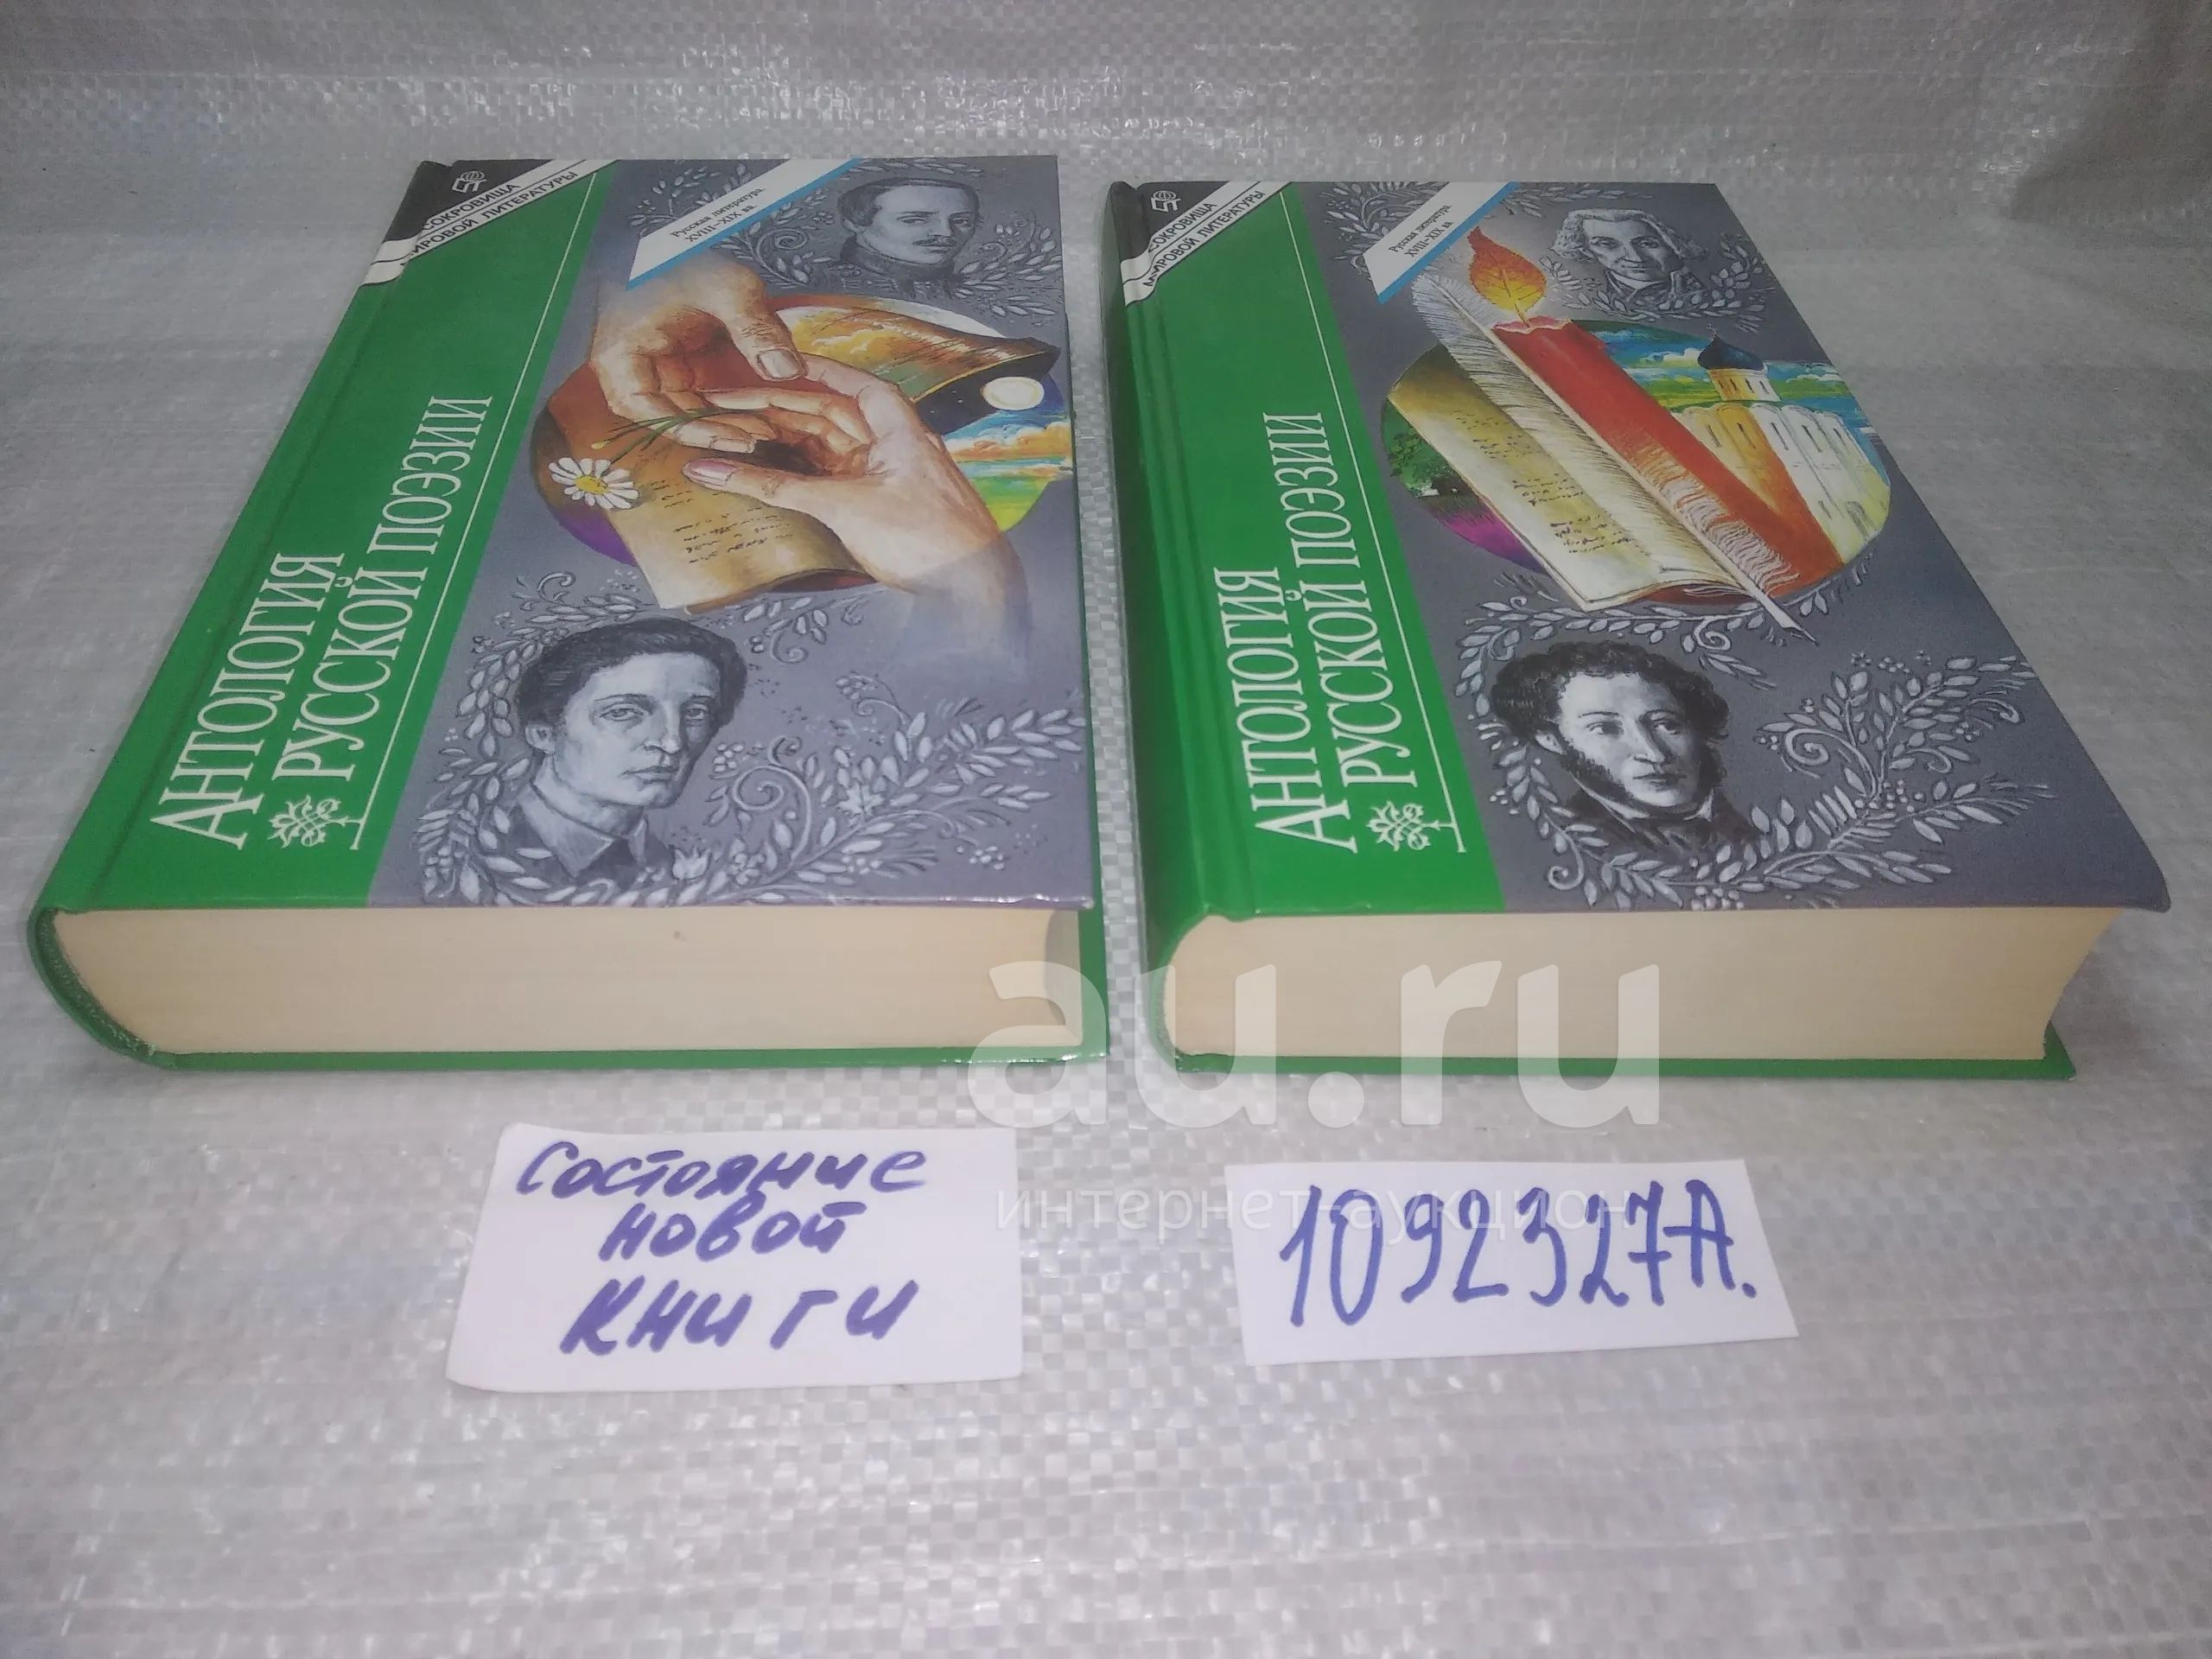 СОКРОВИЩА
МИРОВОЙ ЛИТЕРАТУРЫ
Русская литература
XVIII–XIX вв.
АНТОЛОГИЯ
РУССКОЙ ПОЭЗИИ
СОКРОВИЩА
МИРОВОЙ ЛИТЕРАТУРЫ
Русская литература
XVIII–XIX вв
АНТОЛОГИЯ
РУССКОЙ ПОЭЗИИ
au.ru
интернет-аукцион
Состояние
новой
книги
1092327А.